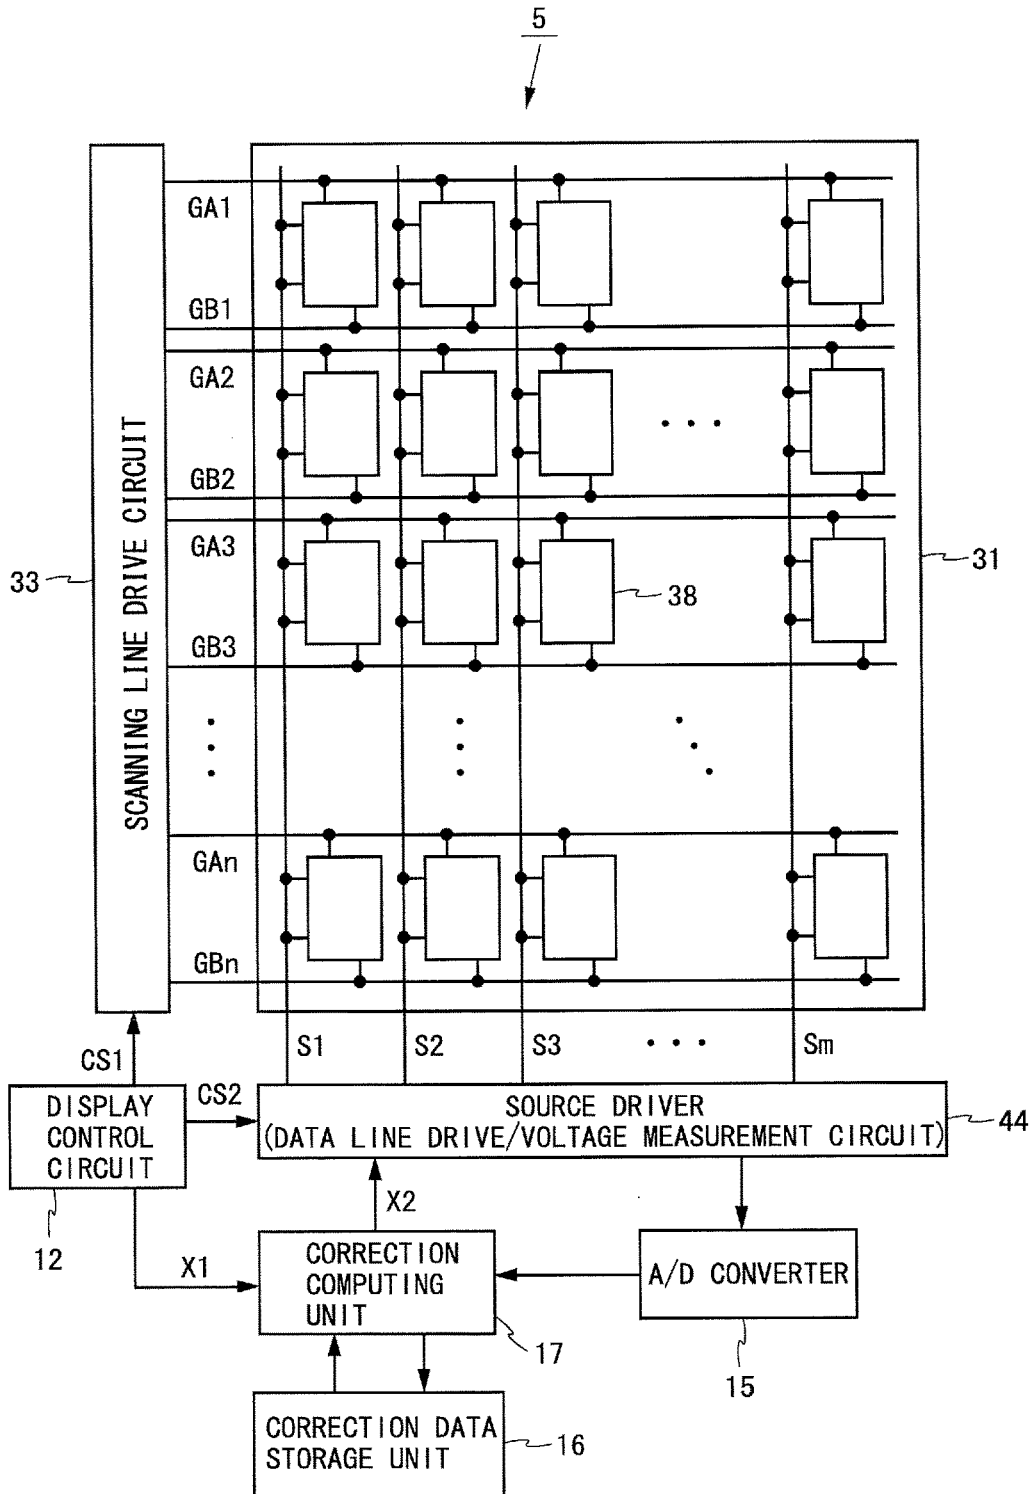 5
GA1
GB1
GA2
GB2
GA3
GB3
GAn
GBn
SCANNING LINE DRIVE CIRCUIT
33
31
38
S1
S2
S3
Sm
CS1
CS2
DISPLAY
CONTROL
CIRCUIT
12
SOURCE DRIVER
(DATA LINE DRIVE/VOLTAGE MEASUREMENT CIRCUIT)
44
X2
X1
CORRECTION
COMPUTING
UNIT
17
A/D CONVERTER
15
CORRECTION DATA
STORAGE UNIT
16